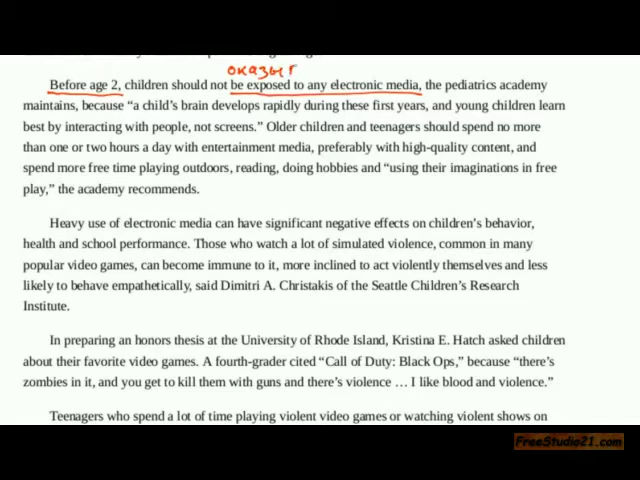 оказыг
Before age 2, children should not be exposed to any electronic media, the pediatrics academy
maintains, because “a child’s brain develops rapidly during these first years, and young children learn
best by interacting with people, not screens.” Older children and teenagers should spend no more
than one or two hours a day with entertainment media, preferably with high-quality content, and
spend more free time playing outdoors, reading, doing hobbies and “using their imaginations in free
play,” the academy recommends.
Heavy use of electronic media can have significant negative effects on children’s behavior,
health and school performance. Those who watch a lot of simulated violence, common in many
popular video games, can become immune to it, more inclined to act violently themselves and less
likely to behave empathetically, said Dimitri A. Christakis of the Seattle Children’s Research
Institute.
In preparing an honors thesis at the University of Rhode Island, Kristina E. Hatch asked children
about their favorite video games. A fourth-grader cited “Call of Duty: Black Ops,” because “there’s
zombies in it, and you get to kill them with guns and there’s violence … I like blood and violence.”
Teenagers who spend a lot of time playing violent video games or watching violent shows on
FreeStudio21.com